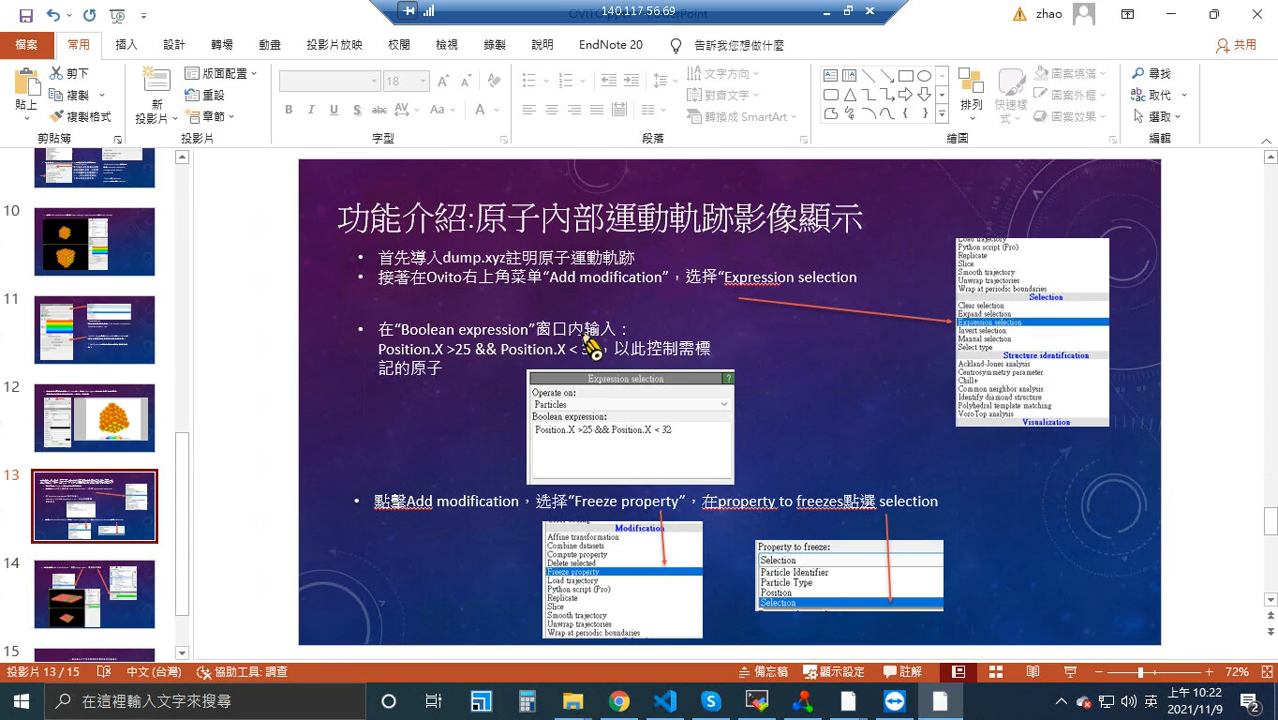 140.117.56.69
zhao
檔案 常用 插入 設計 轉場 動畫 投影片放映 校閱 檢視 錄製 說明 EndNote 20 告訴我您想做什麼 共用
貼上
剪下
複製
複製格式
剪貼簿
新
投影片
版面配置
重設
章節
投影片
18
B I U S abc AV Aa A
字型
文字方向
對齊文字
轉換成 SmartArt
段落
排列
快速樣
式
圖案填滿
圖案外框
圖案效果
繪圖
尋找
取代
選取
編輯
10
11
12
13
14
15
功能介紹:原子內部運動軌跡影像顯示
• 首先導入dump.xyz註明原子運動軌跡
• 接著在Ovito右上角菜单“Add modification”，选择“Expression selection
• 在“Boolean expression”窗口内输入：
Position.X >25 && Position.X < ，以此控制需標
記的原子
Expression selection ?
Operate on:
Particles
Boolean expression:
Position.X >25 && Position.X < 32
• 點擊Add modification，选择“Freeze property”，在proprty to freezes點選 selection
Load trajectory
Python script (Pro)
Replicate
Slice
Smooth trajectory
Unwrap trajectories
Wrap at periodic boundaries
Selection
Clear selection
Expand selection
Expression selection
Invert selection
Manual selection
Select type
Structure identification
Ackland-Jones analysis
Centrosymmetry parameter
Chill+
Common neighbor analysis
Identify diamond structure
Polyhedral template matching
VoroTop analysis
Visualization
Modification
Affine transformation
Combine datasets
Compute property
Delete selected
Freeze property
Load trajectory
Python script (Pro)
Replicate
Slice
Smooth trajectory
Unwrap trajectories
Wrap at periodic boundaries
Property to freeze:
Selection
Particle Identifier
Particle Type
Position
Selection
投影片 13 / 15 中文 (台灣) 協助工具: 調查 備忘稿 顯示設定 註解 72%
在這裡輸入文字來搜尋
英
上午 10:22
2021/11/9
2